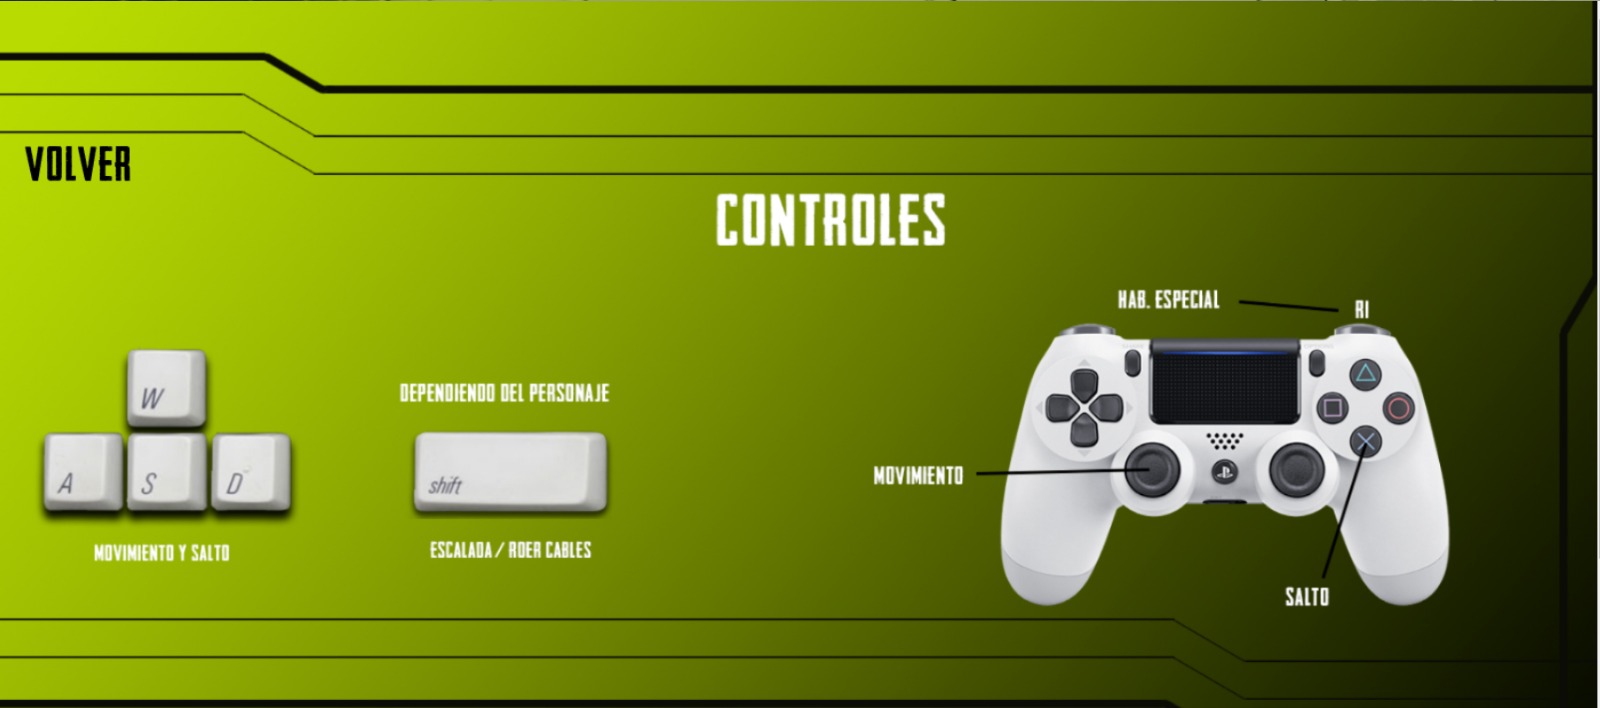 VOLVER
CONTROLES
HAB. ESPECIAL
R1
W
A S D
MOVIMIENTO Y SALTO
DEPENDIENDO DEL PERSONAJE
shift
ESCALADA / ROER CABLES
MOVIMIENTO
SALTO